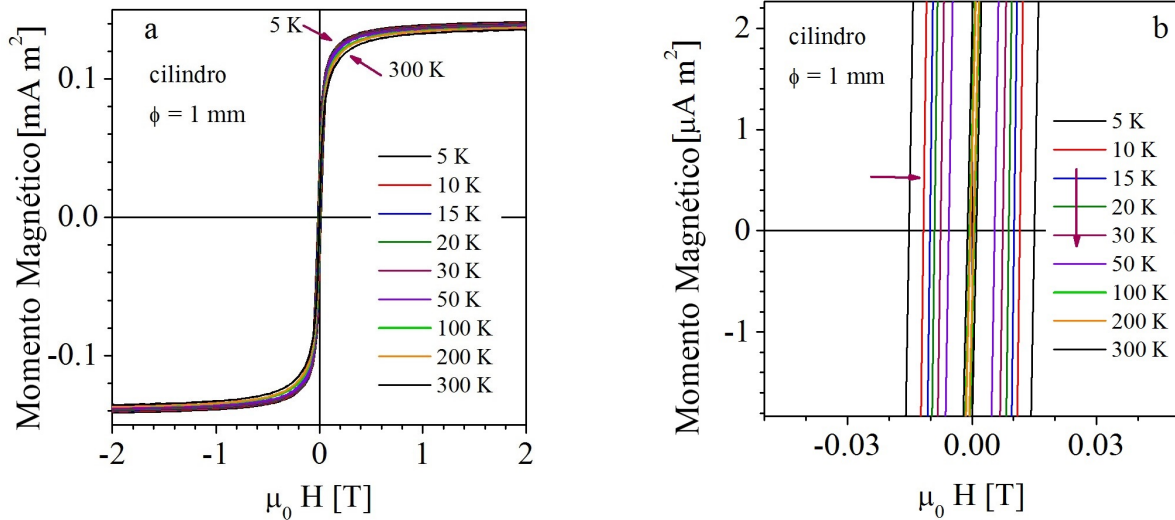 a
5 K
300 K
cilindro
ϕ = 1 mm
5 K
10 K
15 K
20 K
30 K
50 K
100 K
200 K
300 K
0.1
0.0
-0.1
-2
-1
0
1
2
Momento Magnético[mA m²]
μ₀ H [T]
b
cilindro
ϕ = 1 mm
5 K
10 K
15 K
20 K
30 K
50 K
100 K
200 K
300 K
2
1
0
-1
-0.03
0.00
0.03
Momento Magnético[μA m²]
μ₀ H [T]